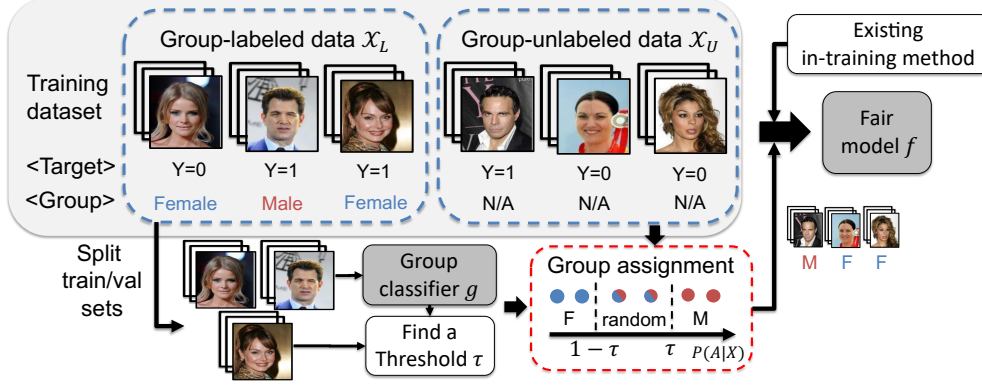 Group-labeled data 𝒳_L
Group-unlabeled data 𝒳_U
Existing
in-training method
Training
dataset
Fair
model f
<Target>
Y=0
Y=1
Y=1
Y=1
Y=0
Y=0
<Group>
Female
Male
Female
N/A
N/A
N/A
M
F
F
Split
train/val
sets
Group
classifier g
Find a
Threshold τ
Group assignment
F
random
M
1 − τ
τ
P(A|X)